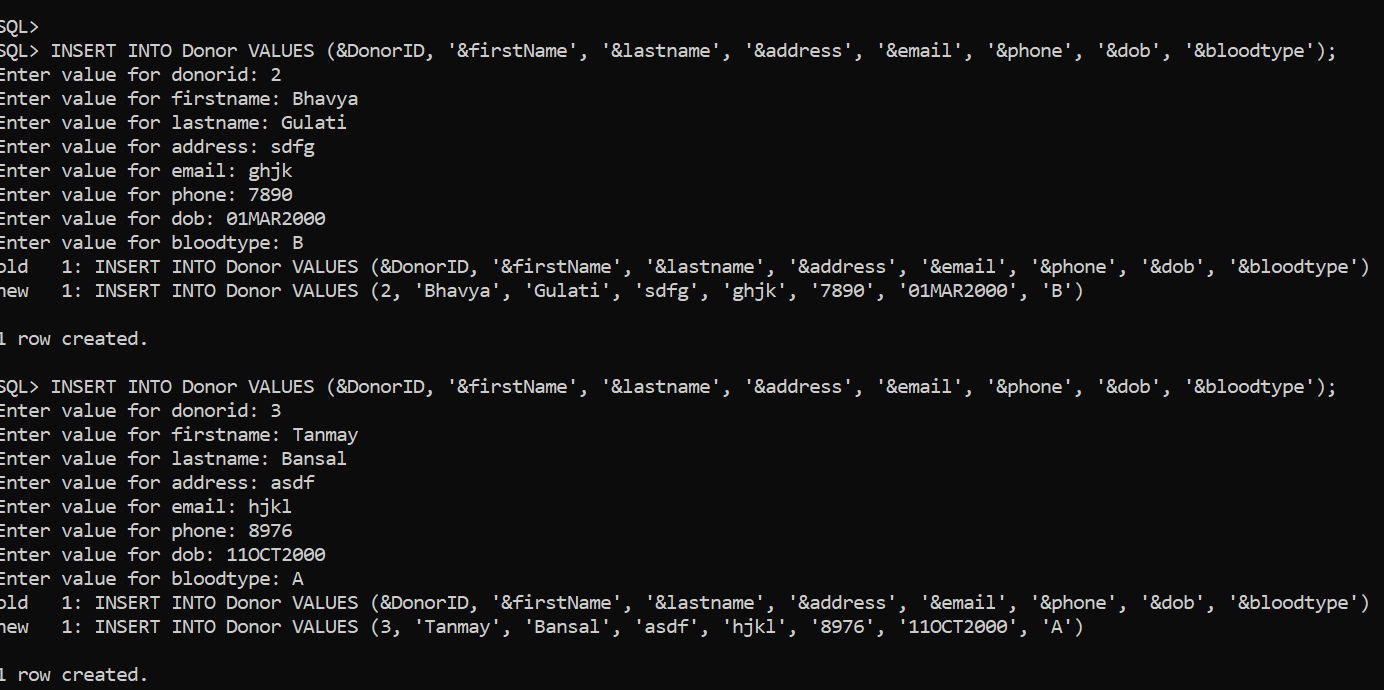 SQL>
SQL> INSERT INTO Donor VALUES (&DonorID, '&firstName', '&lastname', '&address', '&email', '&phone', '&dob', '&bloodtype');
Enter value for donorid: 2
Enter value for firstname: Bhavya
Enter value for lastname: Gulati
Enter value for address: sdfg
Enter value for email: ghjk
Enter value for phone: 7890
Enter value for dob: 01MAR2000
Enter value for bloodtype: B
old   1: INSERT INTO Donor VALUES (&DonorID, '&firstName', '&lastname', '&address', '&email', '&phone', '&dob', '&bloodtype')
new   1: INSERT INTO Donor VALUES (2, 'Bhavya', 'Gulati', 'sdfg', 'ghjk', '7890', '01MAR2000', 'B')
1 row created.
SQL> INSERT INTO Donor VALUES (&DonorID, '&firstName', '&lastname', '&address', '&email', '&phone', '&dob', '&bloodtype');
Enter value for donorid: 3
Enter value for firstname: Tanmay
Enter value for lastname: Bansal
Enter value for address: asdf
Enter value for email: hjkl
Enter value for phone: 8976
Enter value for dob: 11OCT2000
Enter value for bloodtype: A
old   1: INSERT INTO Donor VALUES (&DonorID, '&firstName', '&lastname', '&address', '&email', '&phone', '&dob', '&bloodtype')
new   1: INSERT INTO Donor VALUES (3, 'Tanmay', 'Bansal', 'asdf', 'hjkl', '8976', '11OCT2000', 'A')
1 row created.